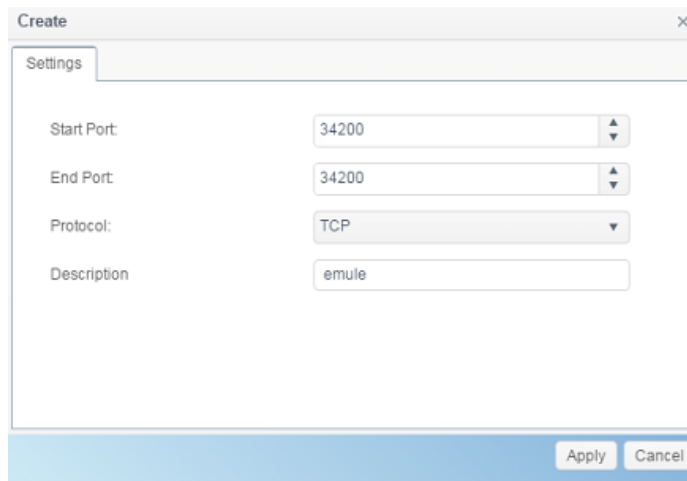 Create
Settings
Start Port: 34200
End Port: 34200
Protocol: TCP
Description emule
Apply Cancel